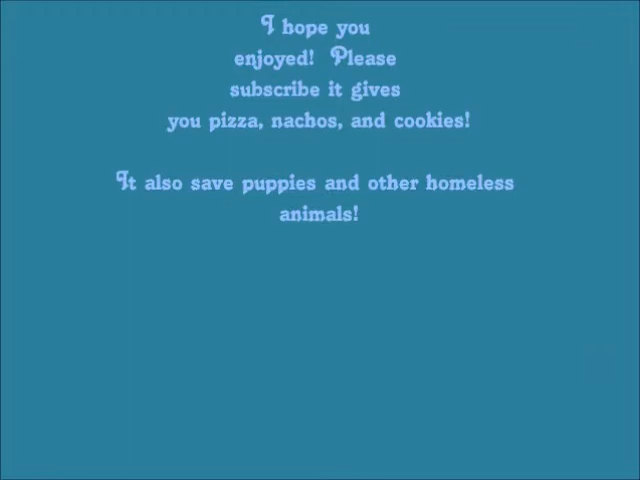 I hope you
enjoyed! Please
subscribe it gives
you pizza, nachos, and cookies!
It also save puppies and other homeless
animals!